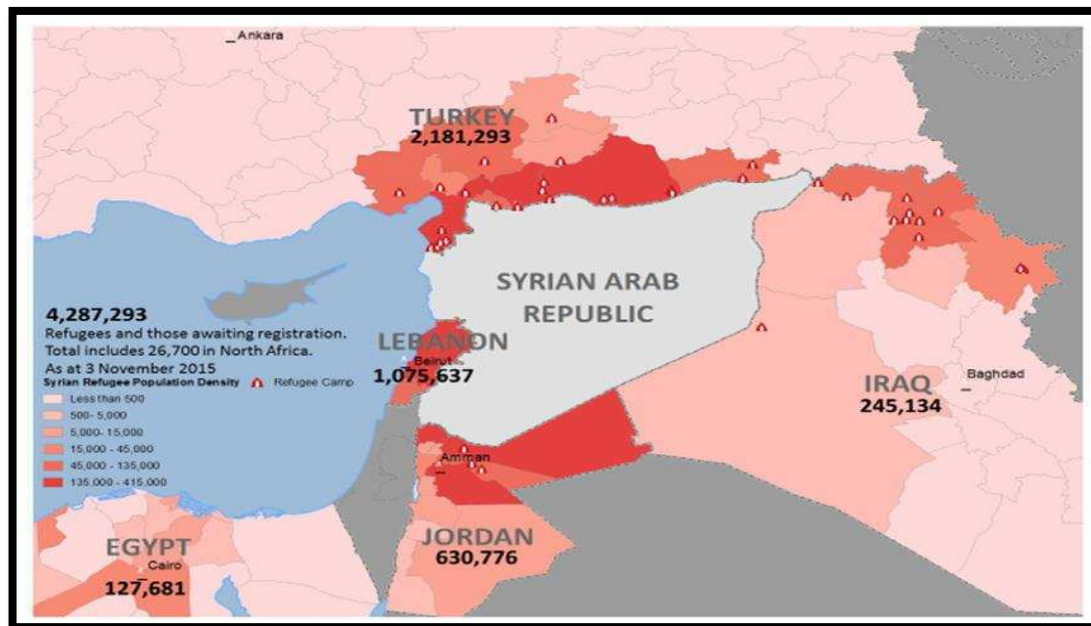 Ankara
TURKEY
2,181,293
SYRIAN ARAB
REPUBLIC
4,287,293
Refugees and those awaiting registration.
Total includes 26,700 in North Africa.
As at 3 November 2015
Syrian Refugee Population Density
Refugee Camp
Less than 500
500- 5,000
5,000- 15,000
15,000 - 45,000
45,000 - 135,000
135,000 - 415,000
LEBANON
Beirut
1,075,637
IRAQ
245,134
Baghdad
Amman
JORDAN
630,776
EGYPT
Cairo
127,681